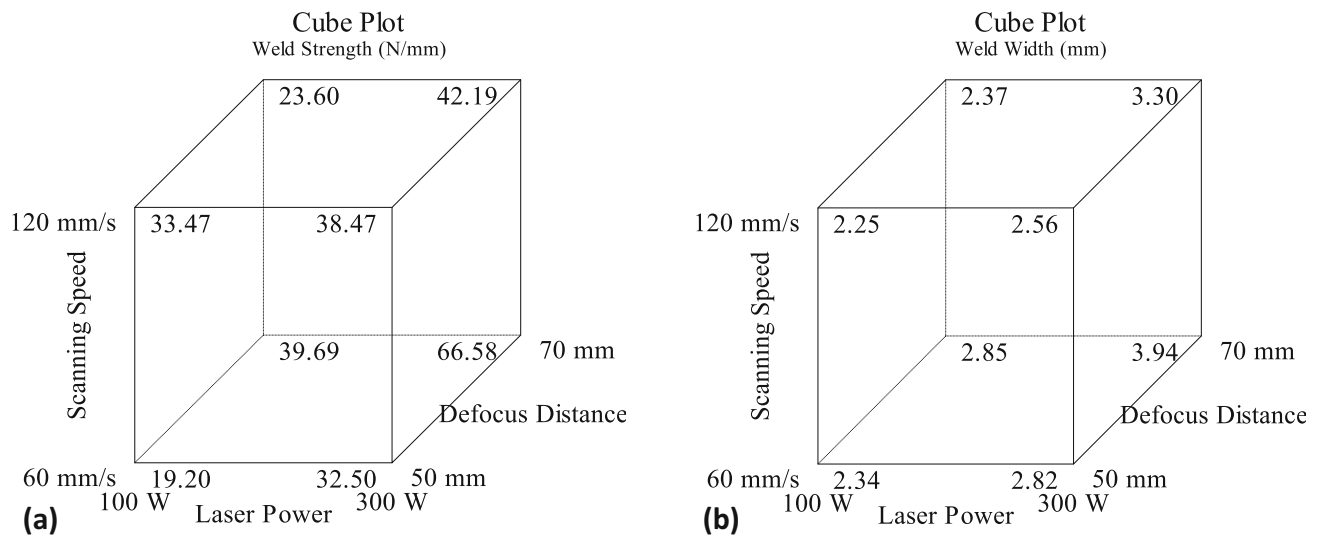 Cube Plot
Weld Strength (N/mm)
23.60 42.19
120 mm/s 33.47 38.47
Scanning Speed
39.69 66.58 70 mm
Defocus Distance
60 mm/s 19.20 32.50 50 mm
100 W 300 W
Laser Power
(a)
Cube Plot
Weld Width (mm)
2.37 3.30
120 mm/s 2.25 2.56
Scanning Speed
2.85 3.94 70 mm
Defocus Distance
60 mm/s 2.34 2.82 50 mm
100 W 300 W
Laser Power
(b)